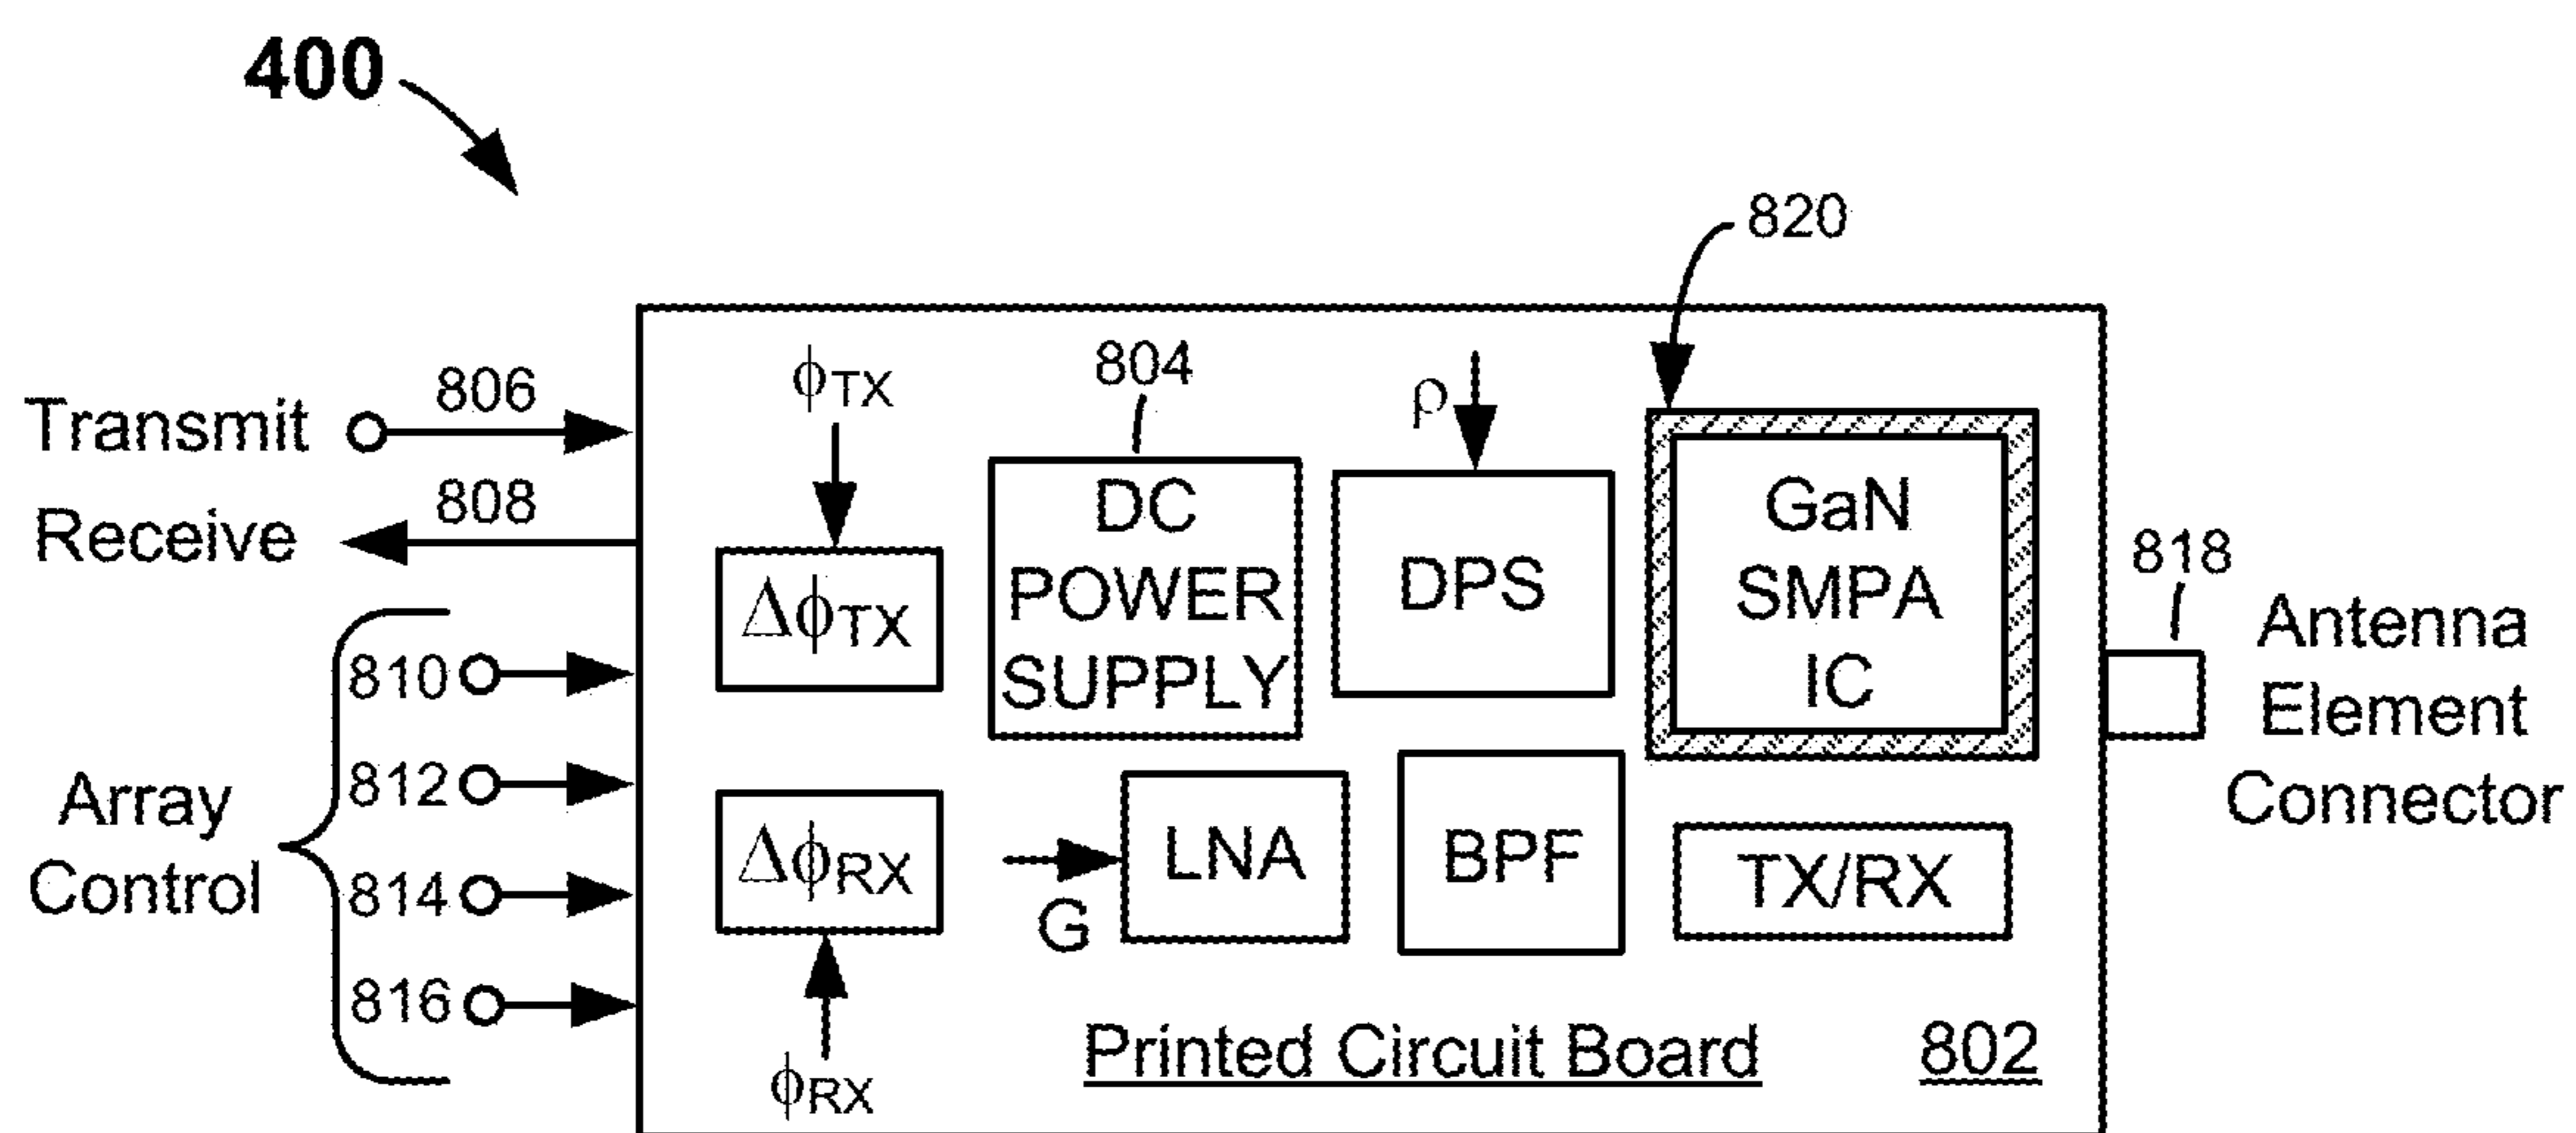 400
820
Transmit
806
Receive
808
Array
Control
810
812
814
816
ϕTX
ΔϕTX
ΔϕRX
ϕRX
804
DC
POWER
SUPPLY
ρ
DPS
GaN
SMPA
IC
G
LNA
BPF
TX/RX
Printed Circuit Board
802
818
Antenna
Element
Connector